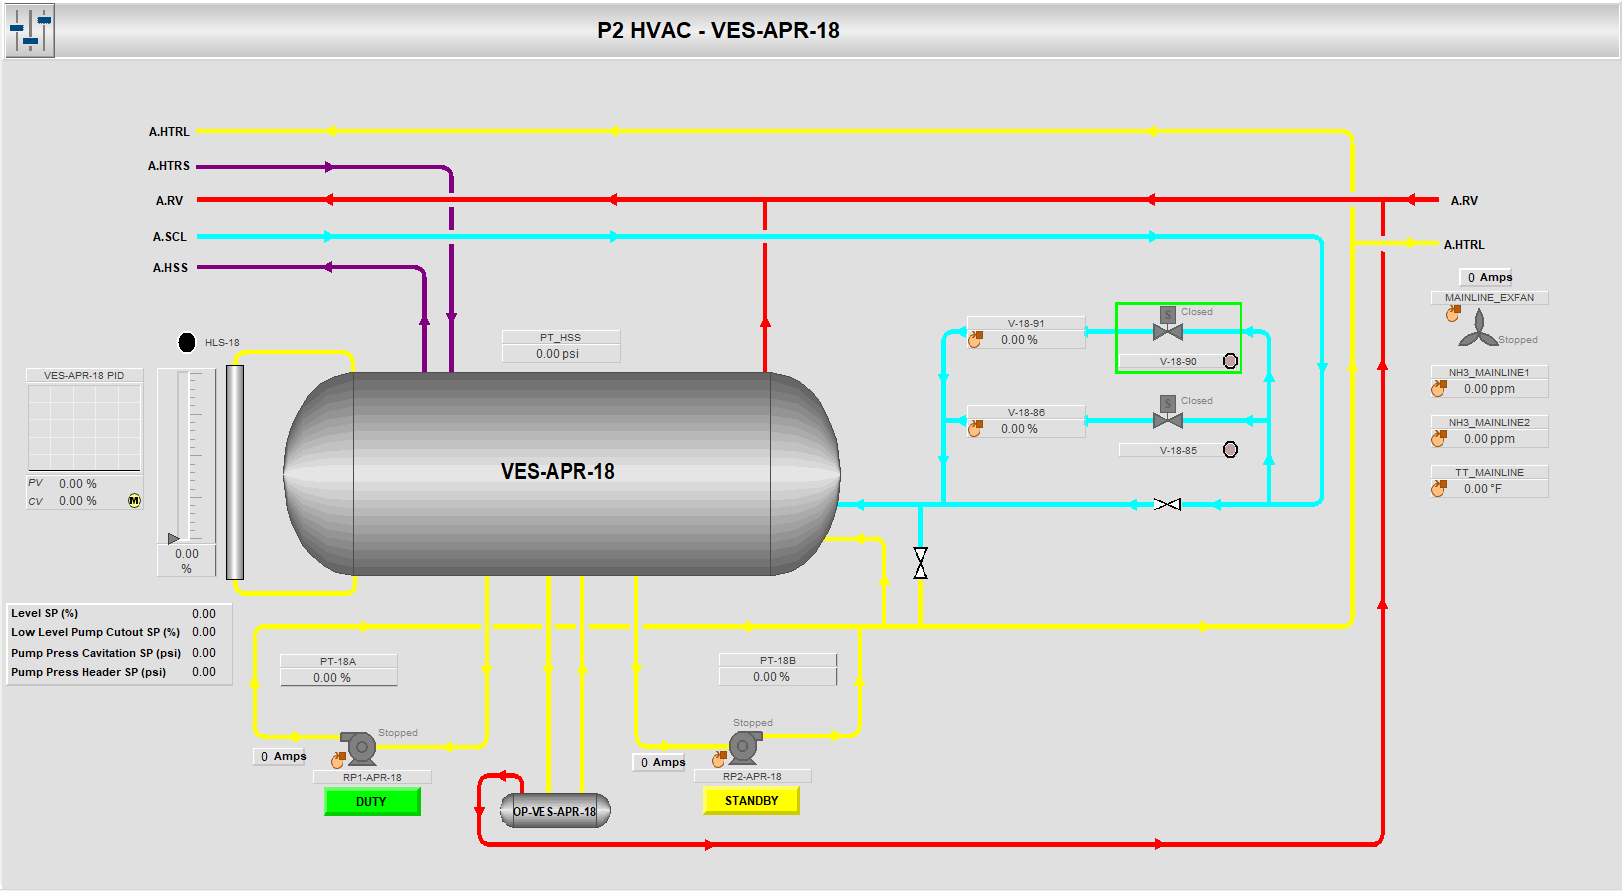 P2 HVAC - VES-APR-18
A.HTRL
A.HTRS
A.RV
A.RV
A.SCL
A.HTRL
A.HSS
0 Amps
MAINLINE_EXFAN
Stopped
HLS-18
PT_HSS
0.00 psi
V-18-91
0.00 %
S
Closed
V-18-90
VES-APR-18 PID
PV 0.00 %
CV 0.00 %
M
0.00
%
VES-APR-18
V-18-86
0.00 %
S
Closed
V-18-85
NH3_MAINLINE1
0.00 ppm
NH3_MAINLINE2
0.00 ppm
TT_MAINLINE
0.00 °F
Level SP (%) 0.00
Low Level Pump Cutout SP (%) 0.00
Pump Press Cavitation SP (psi) 0.00
Pump Press Header SP (psi) 0.00
PT-18A
0.00 %
PT-18B
0.00 %
Stopped
0 Amps
RP1-APR-18
DUTY
Stopped
0 Amps
RP2-APR-18
STANDBY
OP-VES-APR-18